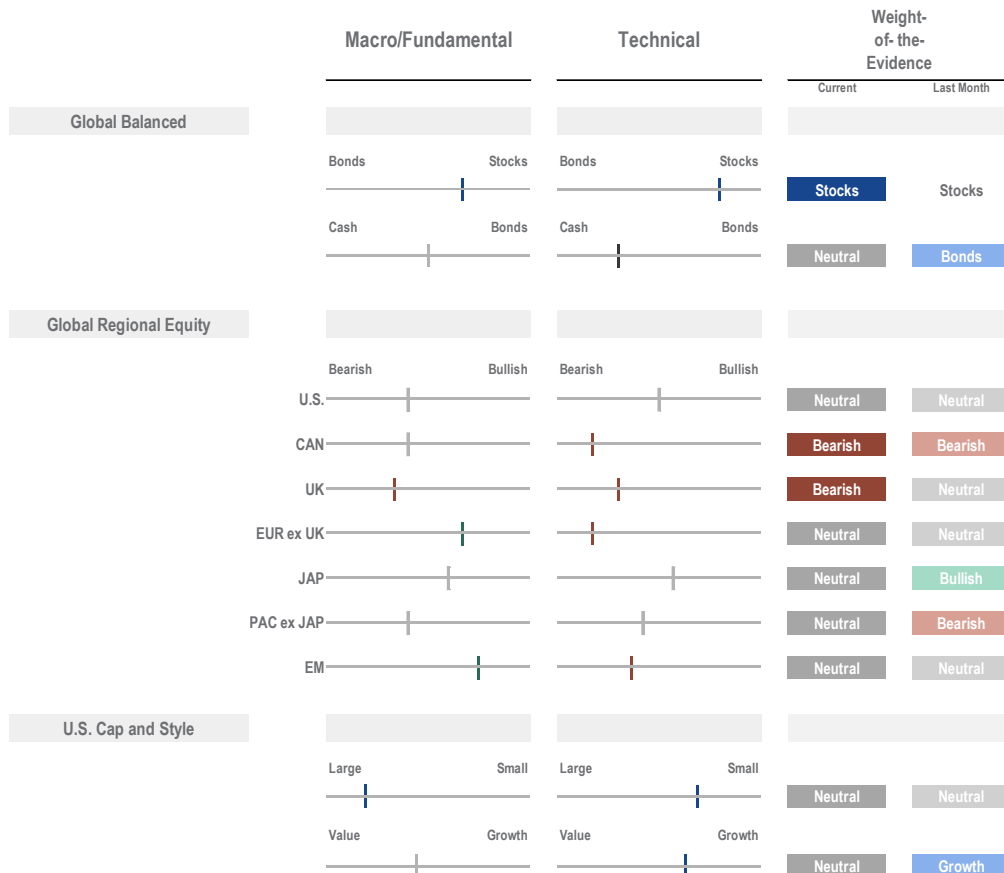 Macro/Fundamental
Technical
Weight-
of- the-
Evidence
Current
Last Month
Global Balanced
Bonds
Stocks
Bonds
Stocks
Stocks
Stocks
Cash
Bonds
Cash
Bonds
Neutral
Bonds
Global Regional Equity
Bearish
Bullish
Bearish
Bullish
U.S.
Neutral
Neutral
CAN
Bearish
Bearish
UK
Bearish
Neutral
EUR ex UK
Neutral
Neutral
JAP
Neutral
Bullish
PAC ex JAP
Neutral
Bearish
EM
Neutral
Neutral
U.S. Cap and Style
Large
Small
Large
Small
Neutral
Neutral
Value
Growth
Value
Growth
Neutral
Growth